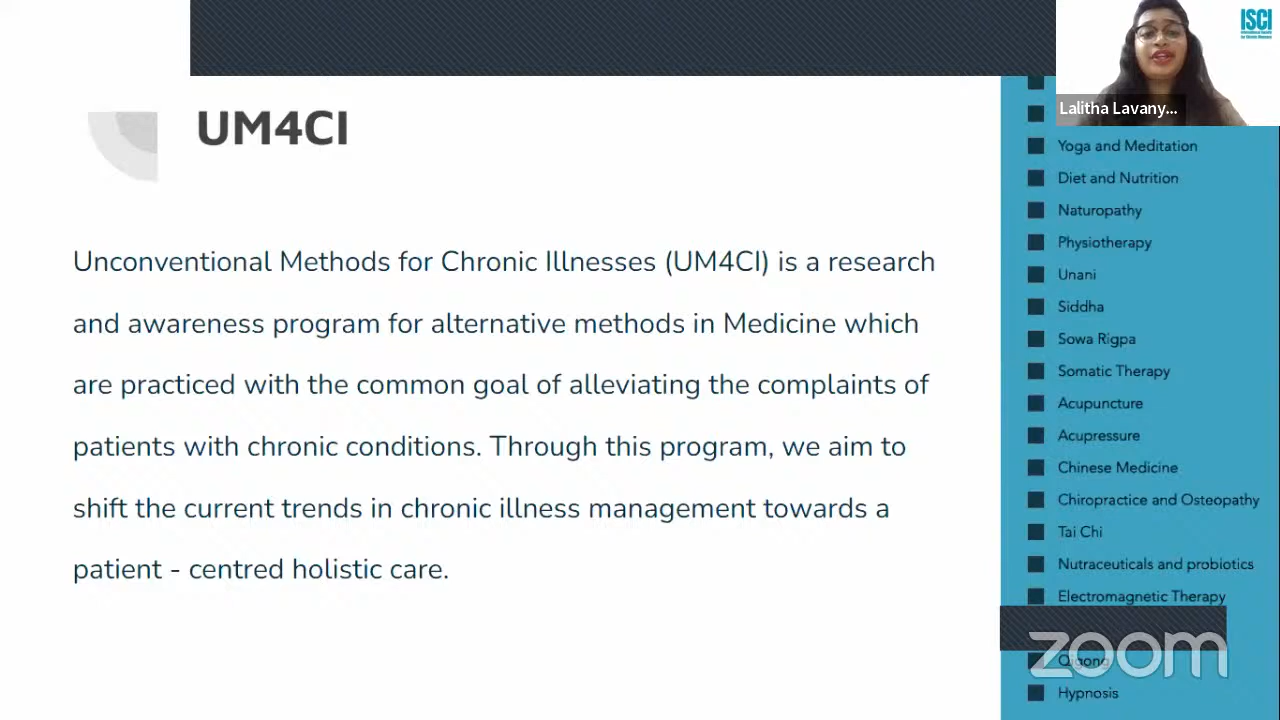 UM4CI
Unconventional Methods for Chronic Illnesses (UM4CI) is a research
and awareness program for alternative methods in Medicine which
are practiced with the common goal of alleviating the complaints of
patients with chronic conditions. Through this program, we aim to
shift the current trends in chronic illness management towards a
patient - centred holistic care.
ISCI
Lalitha Lavany...
Yoga and Meditation
Diet and Nutrition
Naturopathy
Physiotherapy
Unani
Siddha
Sowa Rigpa
Somatic Therapy
Acupuncture
Acupressure
Chinese Medicine
Chiropractice and Osteopathy
Tai Chi
Nutraceuticals and probiotics
Electromagnetic Therapy
zoom
Qigong
Hypnosis